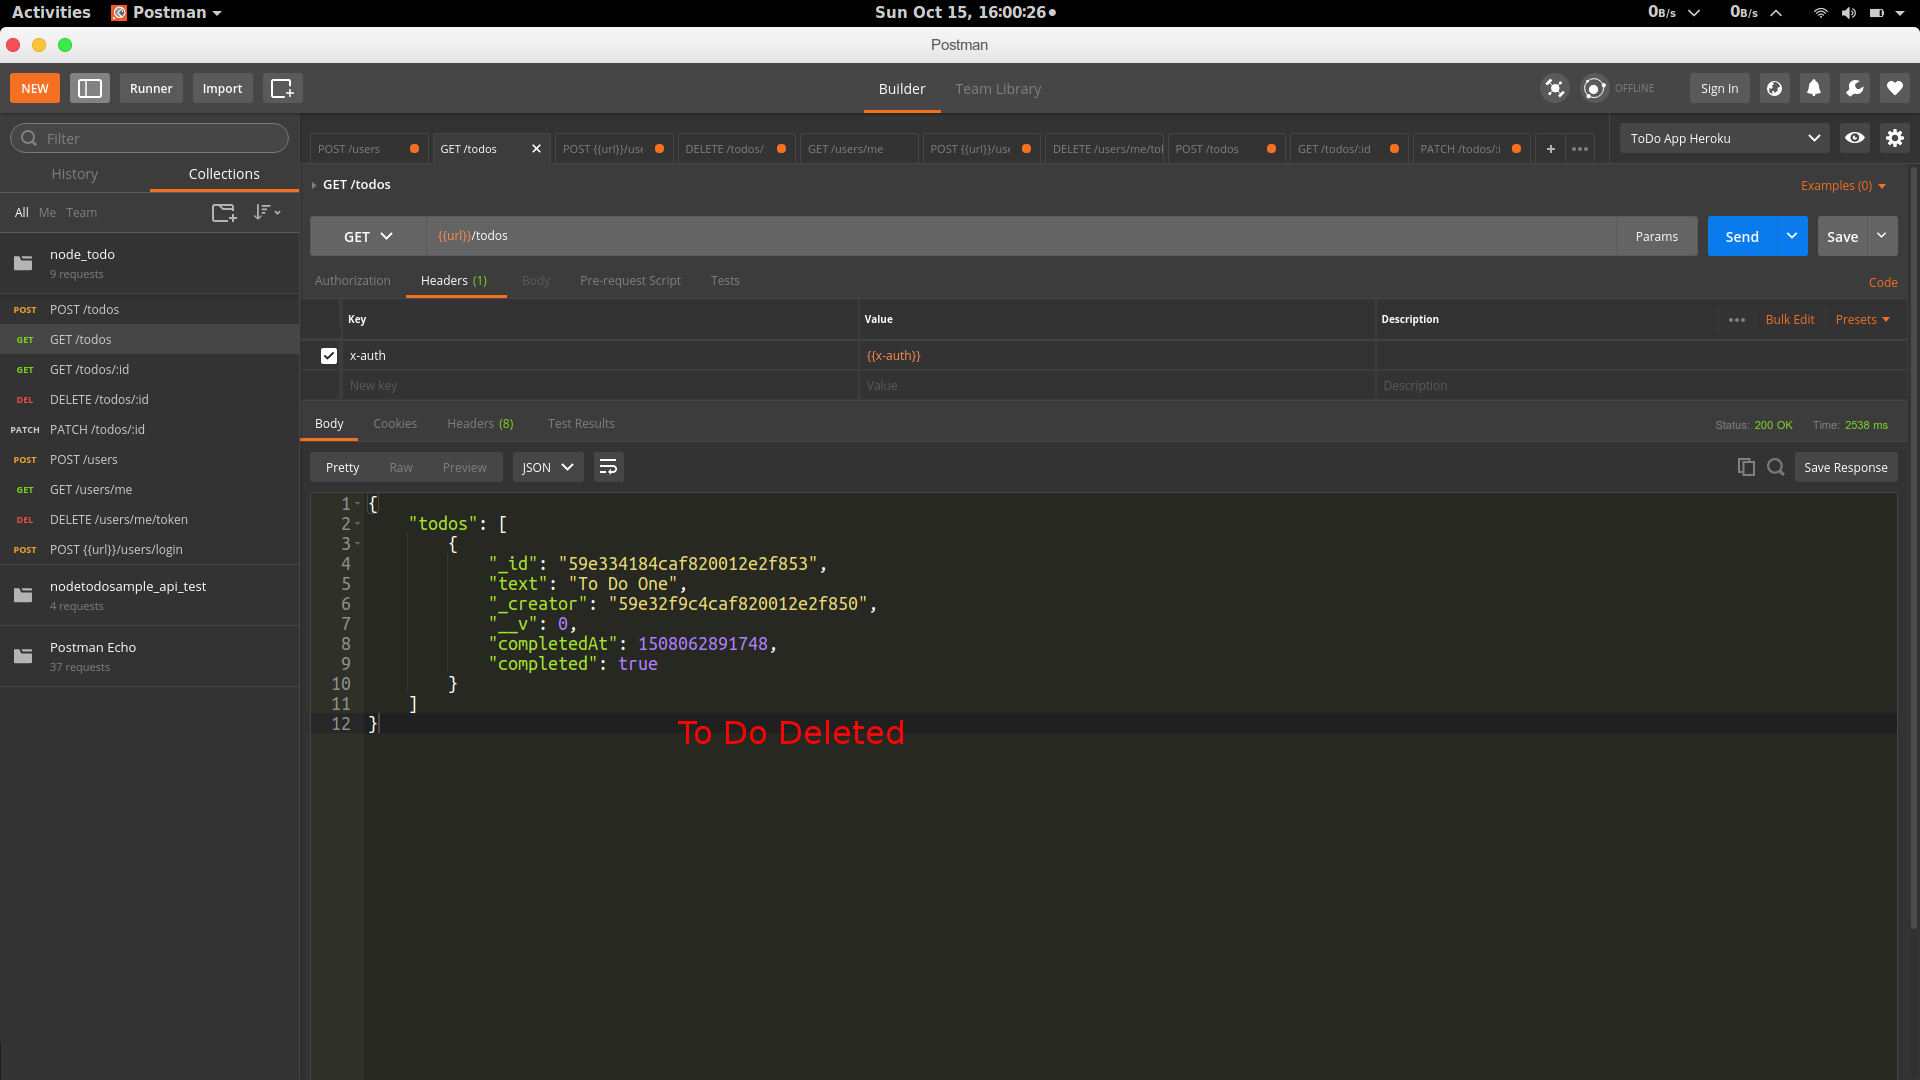 Activities Postman Sun Oct 15, 16:00:26 0B/s 0B/s
Postman
NEW Runner Import Builder Team Library OFFLINE Sign In
Filter
POST /users GET /todos POST {{url}}/use DELETE /todos/: GET /users/me POST {{url}}/use DELETE /users/me/tol POST /todos GET /todos/:id PATCH /todos/:i + ToDo App Heroku
History Collections
All Me Team
node_todo
9 requests
POST POST /todos
GET GET /todos
GET GET /todos/:id
DEL DELETE /todos/:id
PATCH PATCH /todos/:id
POST POST /users
GET GET /users/me
DEL DELETE /users/me/token
POST POST {{url}}/users/login
nodetodosample_api_test
4 requests
Postman Echo
37 requests
GET /todos Examples (0)
GET {{url}}/todos Params Send Save
Authorization Headers (1) Body Pre-request Script Tests Code
Key Value Description Bulk Edit Presets
x-auth {{x-auth}}
New key Value Description
Body Cookies Headers (8) Test Results Status: 200 OK Time: 2538 ms
Pretty Raw Preview JSON Save Response
1 {
2 "todos": [
3 {
4 "_id": "59e334184caf820012e2f853",
5 "text": "To Do One",
6 "_creator": "59e32f9c4caf820012e2f850",
7 "__v": 0,
8 "completedAt": 1508062891748,
9 "completed": true
10 }
11 ]
12 }
To Do Deleted